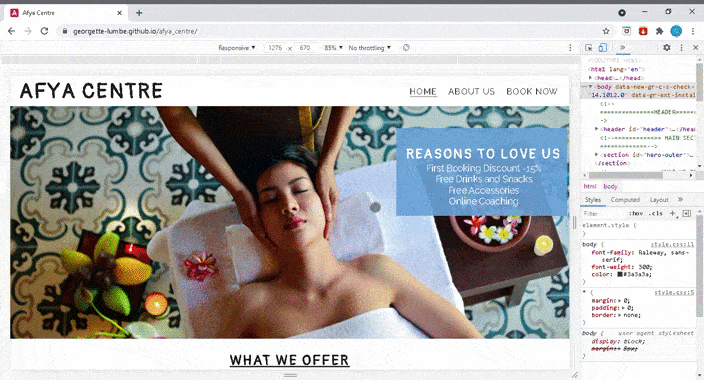 Afya Centre
georgette-lumbe.github.io/afya_centre/
Responsive ▼ 1276 × 670 85% ▼ No throttling ▼
AFYA CENTRE
HOME ABOUT US BOOK NOW
REASONS TO LOVE US
First Booking Discount -15%
Free Drinks and Snacks
Free Accessories
Online Coaching
WHAT WE OFFER
<!DOCTYPE html>
<html lang="en">
<head>…</head>
<body data-new-gr-c-s-check-
14.1012.0" data-gr-ext-instal
<!--
HEADER
-->
<header id="header">…</header>
<!--
MAIN SEC
-->
<section id="hero-outer">…
</section>
html body
Styles Computed Layout »
Filter :hov .cls +
element.style {
}
body { style.css:11
font-family: Raleway, sans-
serif;
font-weight: 300;
color: #3a3a3a;
}
* { style.css:5
margin: 0;
padding: 0;
border: none;
}
body { user agent stylesheet
display: block;
margin: 8px;
}